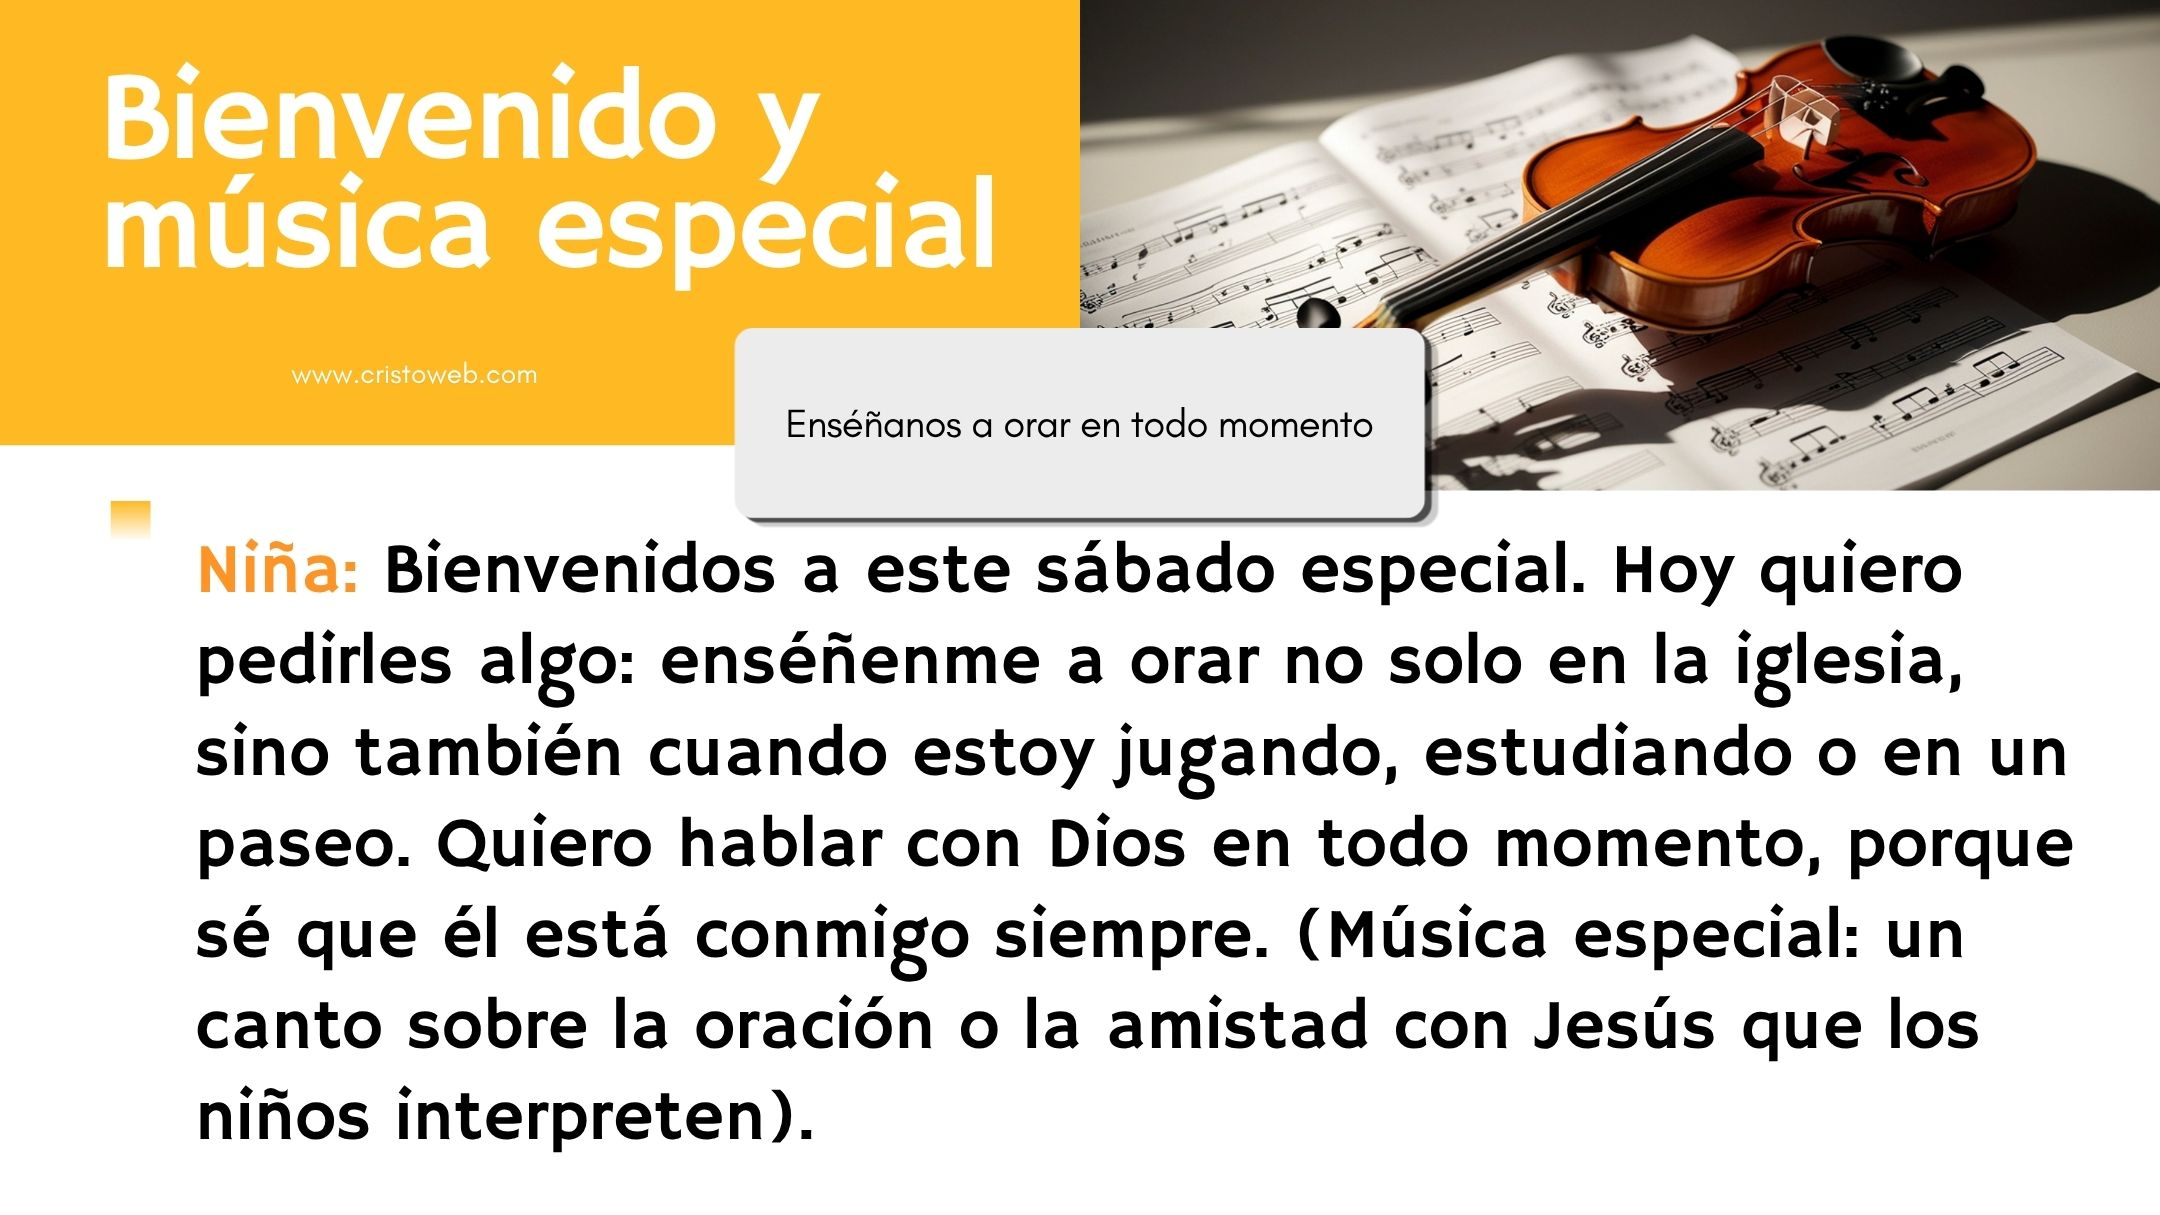 Bienvenido y
música especial
www.cristoweb.com
Enséñanos a orar en todo momento
Niña: Bienvenidos a este sábado especial. Hoy quiero
pedirles algo: enséñenme a orar no solo en la iglesia,
sino también cuando estoy jugando, estudiando o en un
paseo. Quiero hablar con Dios en todo momento, porque
sé que él está conmigo siempre. (Música especial: un
canto sobre la oración o la amistad con Jesús que los
niños interpreten).